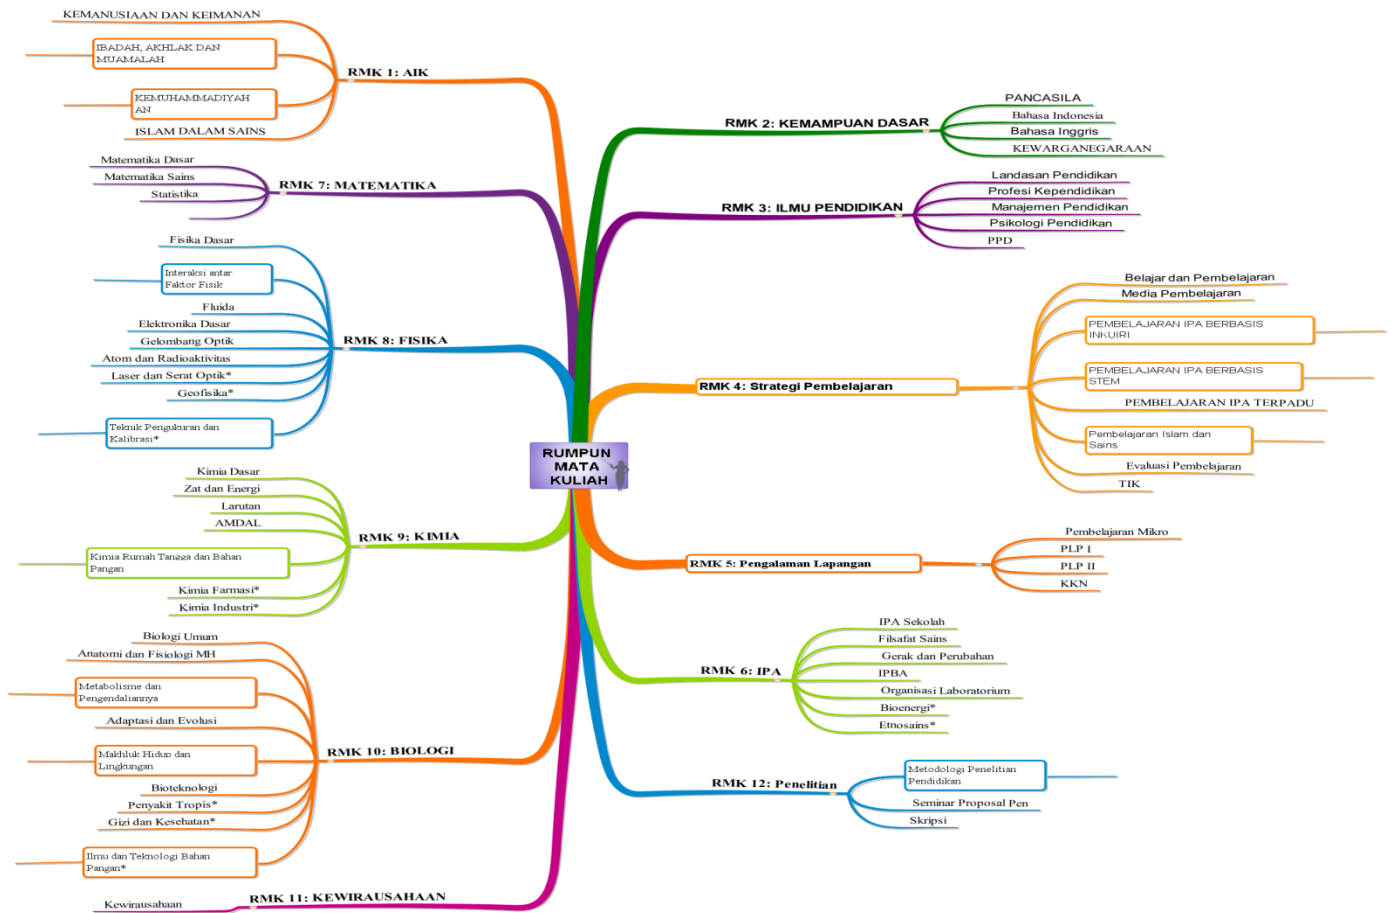 RUMPUN
MATA
KULIAH
RMK 1: AIK
KEMANUSIAAN DAN KEIMANAN
IBADAH, AKHLAK DAN
MUAMALAH
KEMUHAMMADIYAH
AN
ISLAM DALAM SAINS
RMK 7: MATEMATIKA
Matematika Dasar
Matematika Sains
Statistika
RMK 8: FISIKA
Fisika Dasar
Interaksi antar
Faktor Fisik
Fluida
Elektronika Dasar
Gelombang Optik
Atom dan Radioaktivitas
Laser dan Serat Optik*
Geofisika*
Teknik Pengukuran dan
Kalibrasi*
RMK 9: KIMIA
Kimia Dasar
Zat dan Energi
Larutan
AMDAL
Kimia Rumah Tangga dan Bahan
Pangan
Kimia Farmasi*
Kimia Industri*
RMK 10: BIOLOGI
Biologi Umum
Anatomi dan Fisiologi MH
Metabolisme dan
Pengendaliannya
Adaptasi dan Evolusi
Makhluk Hidup dan
Lingkungan
Bioteknologi
Penyakit Tropis*
Gizi dan Kesehatan*
Ilmu dan Teknologi Bahan
Pangan*
RMK 11: KEWIRAUSAHAAN
Kewirausahaan
RMK 2: KEMAMPUAN DASAR
PANCASILA
Bahasa Indonesia
Bahasa Inggris
KEWARGANEGARAAN
RMK 3: ILMU PENDIDIKAN
Landasan Pendidikan
Profesi Kependidikan
Manajemen Pendidikan
Psikologi Pendidikan
PPD
RMK 4: Strategi Pembelajaran
Belajar dan Pembelajaran
Media Pembelajaran
PEMBELAJARAN IPA BERBASIS
INKUIRI
PEMBELAJARAN IPA BERBASIS
STEM
PEMBELAJARAN IPA TERPADU
Pembelajaran Islam dan
Sains
Evaluasi Pembelajaran
TIK
RMK 5: Pengalaman Lapangan
Pembelajaran Mikro
PLP I
PLP II
KKN
RMK 6: IPA
IPA Sekolah
Filsafat Sains
Gerak dan Perubahan
IPBA
Organisasi Laboratorium
Bioenergi*
Etnosains*
RMK 12: Penelitian
Metodologi Penelitian
Pendidikan
Seminar Proposal Pen
Skripsi